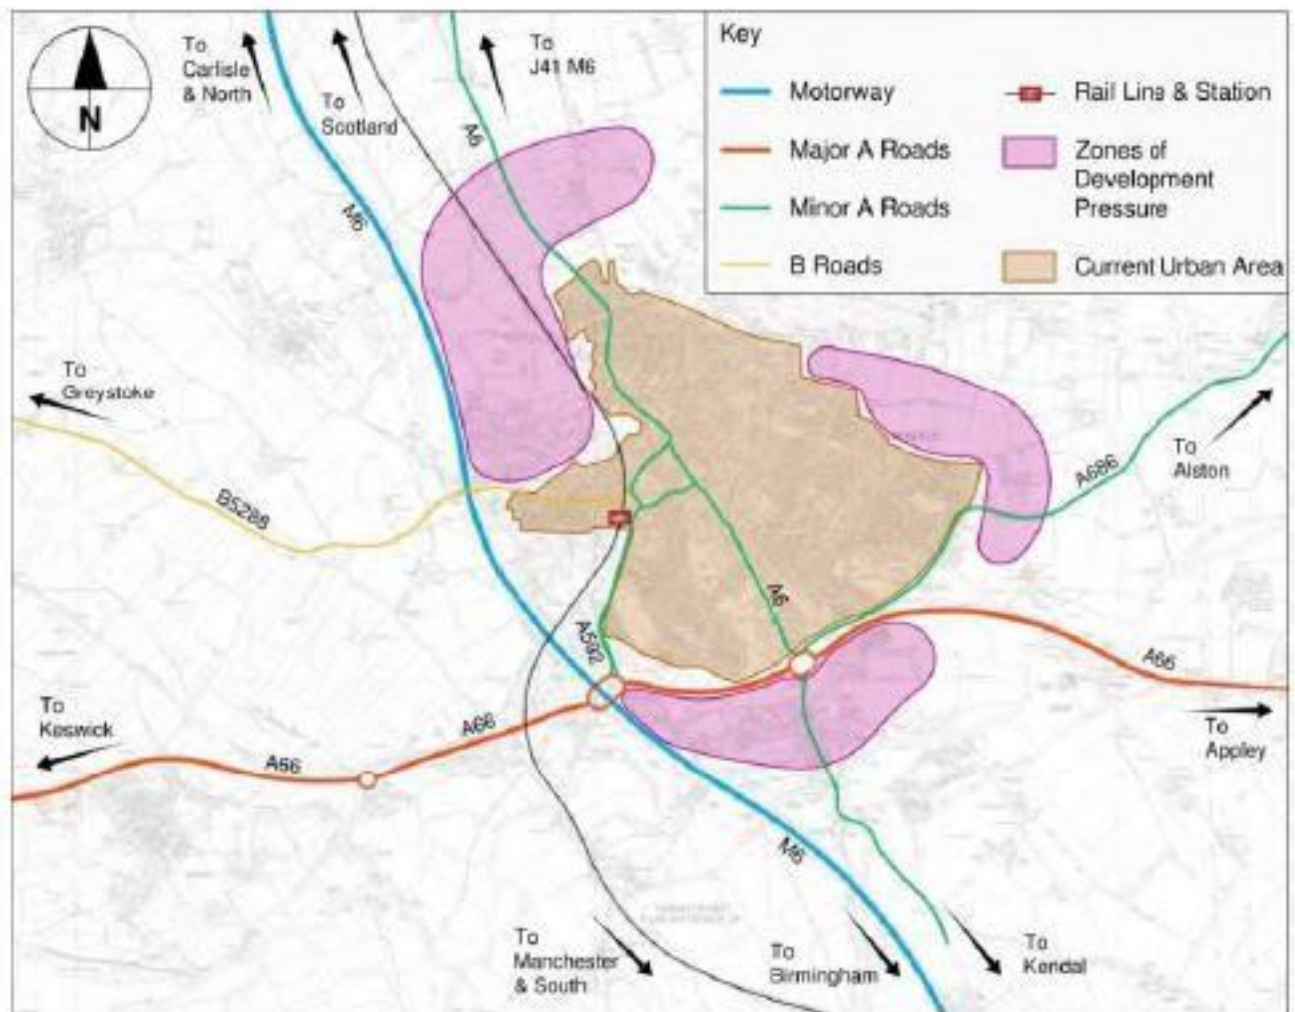 Key
Motorway
Major A Roads
Minor A Roads
B Roads
Rail Line & Station
Zones of
Development
Pressure
Current Urban Area
N
To
Carlisle
& North
To
Scotland
To
J41 M6
A6
M6
To
Greystoke
B5288
To
Alston
A686
A6
A592
A66
To
Appley
To
Keswick
A66
A66
M6
To
Manchester
& South
To
Birmingham
To
Kendal